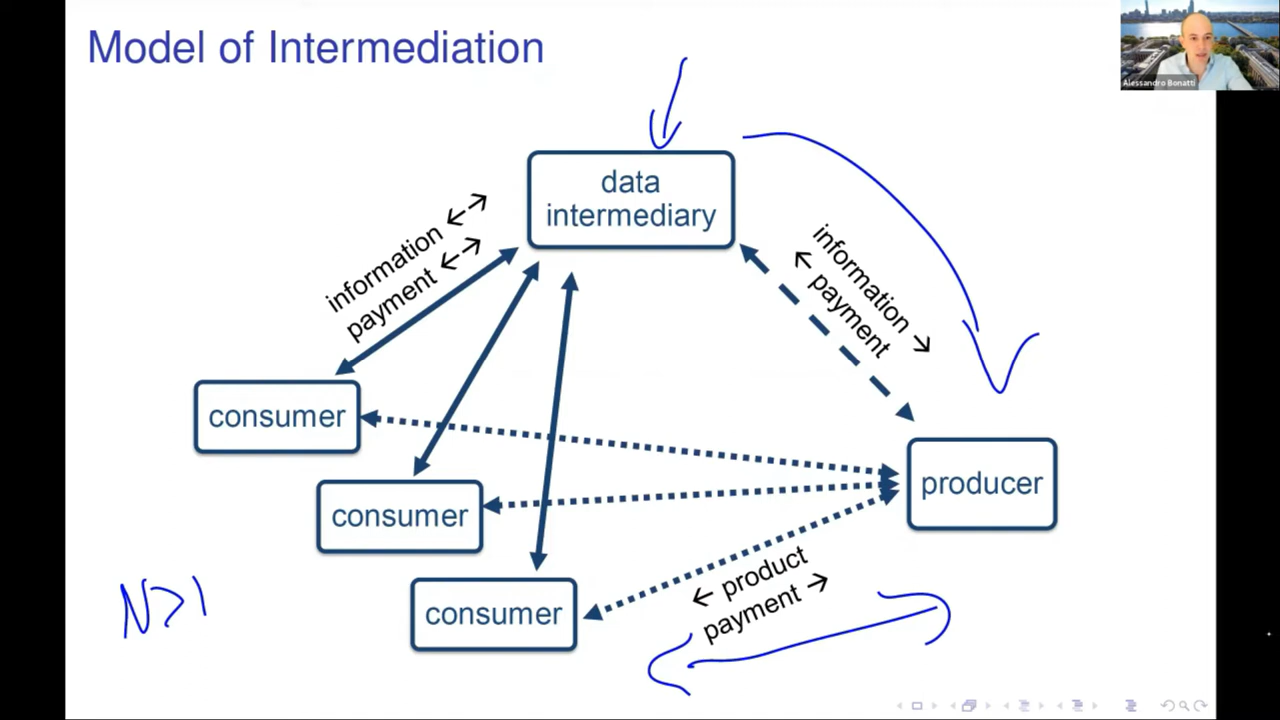 Model of Intermediation
Alessandro Bonatti
data
intermediary
information ←→
payment ←→
information →
← payment
consumer
consumer
consumer
producer
← product
payment →
N>1